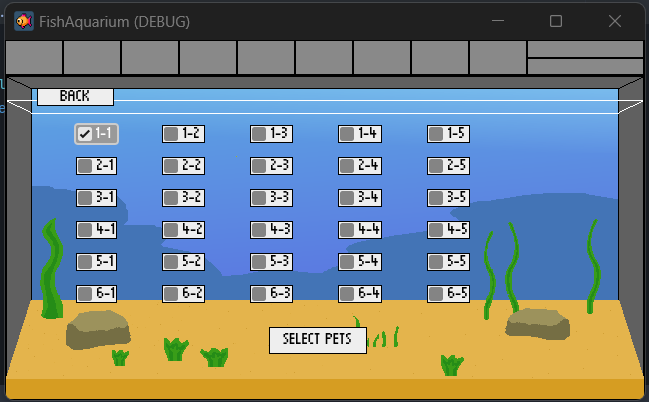 FishAquarium (DEBUG)
BACK
1-1 1-2 1-3 1-4 1-5
2-1 2-2 2-3 2-4 2-5
3-1 3-2 3-3 3-4 3-5
4-1 4-2 4-3 4-4 4-5
5-1 5-2 5-3 5-4 5-5
6-1 6-2 6-3 6-4 6-5
SELECT PETS